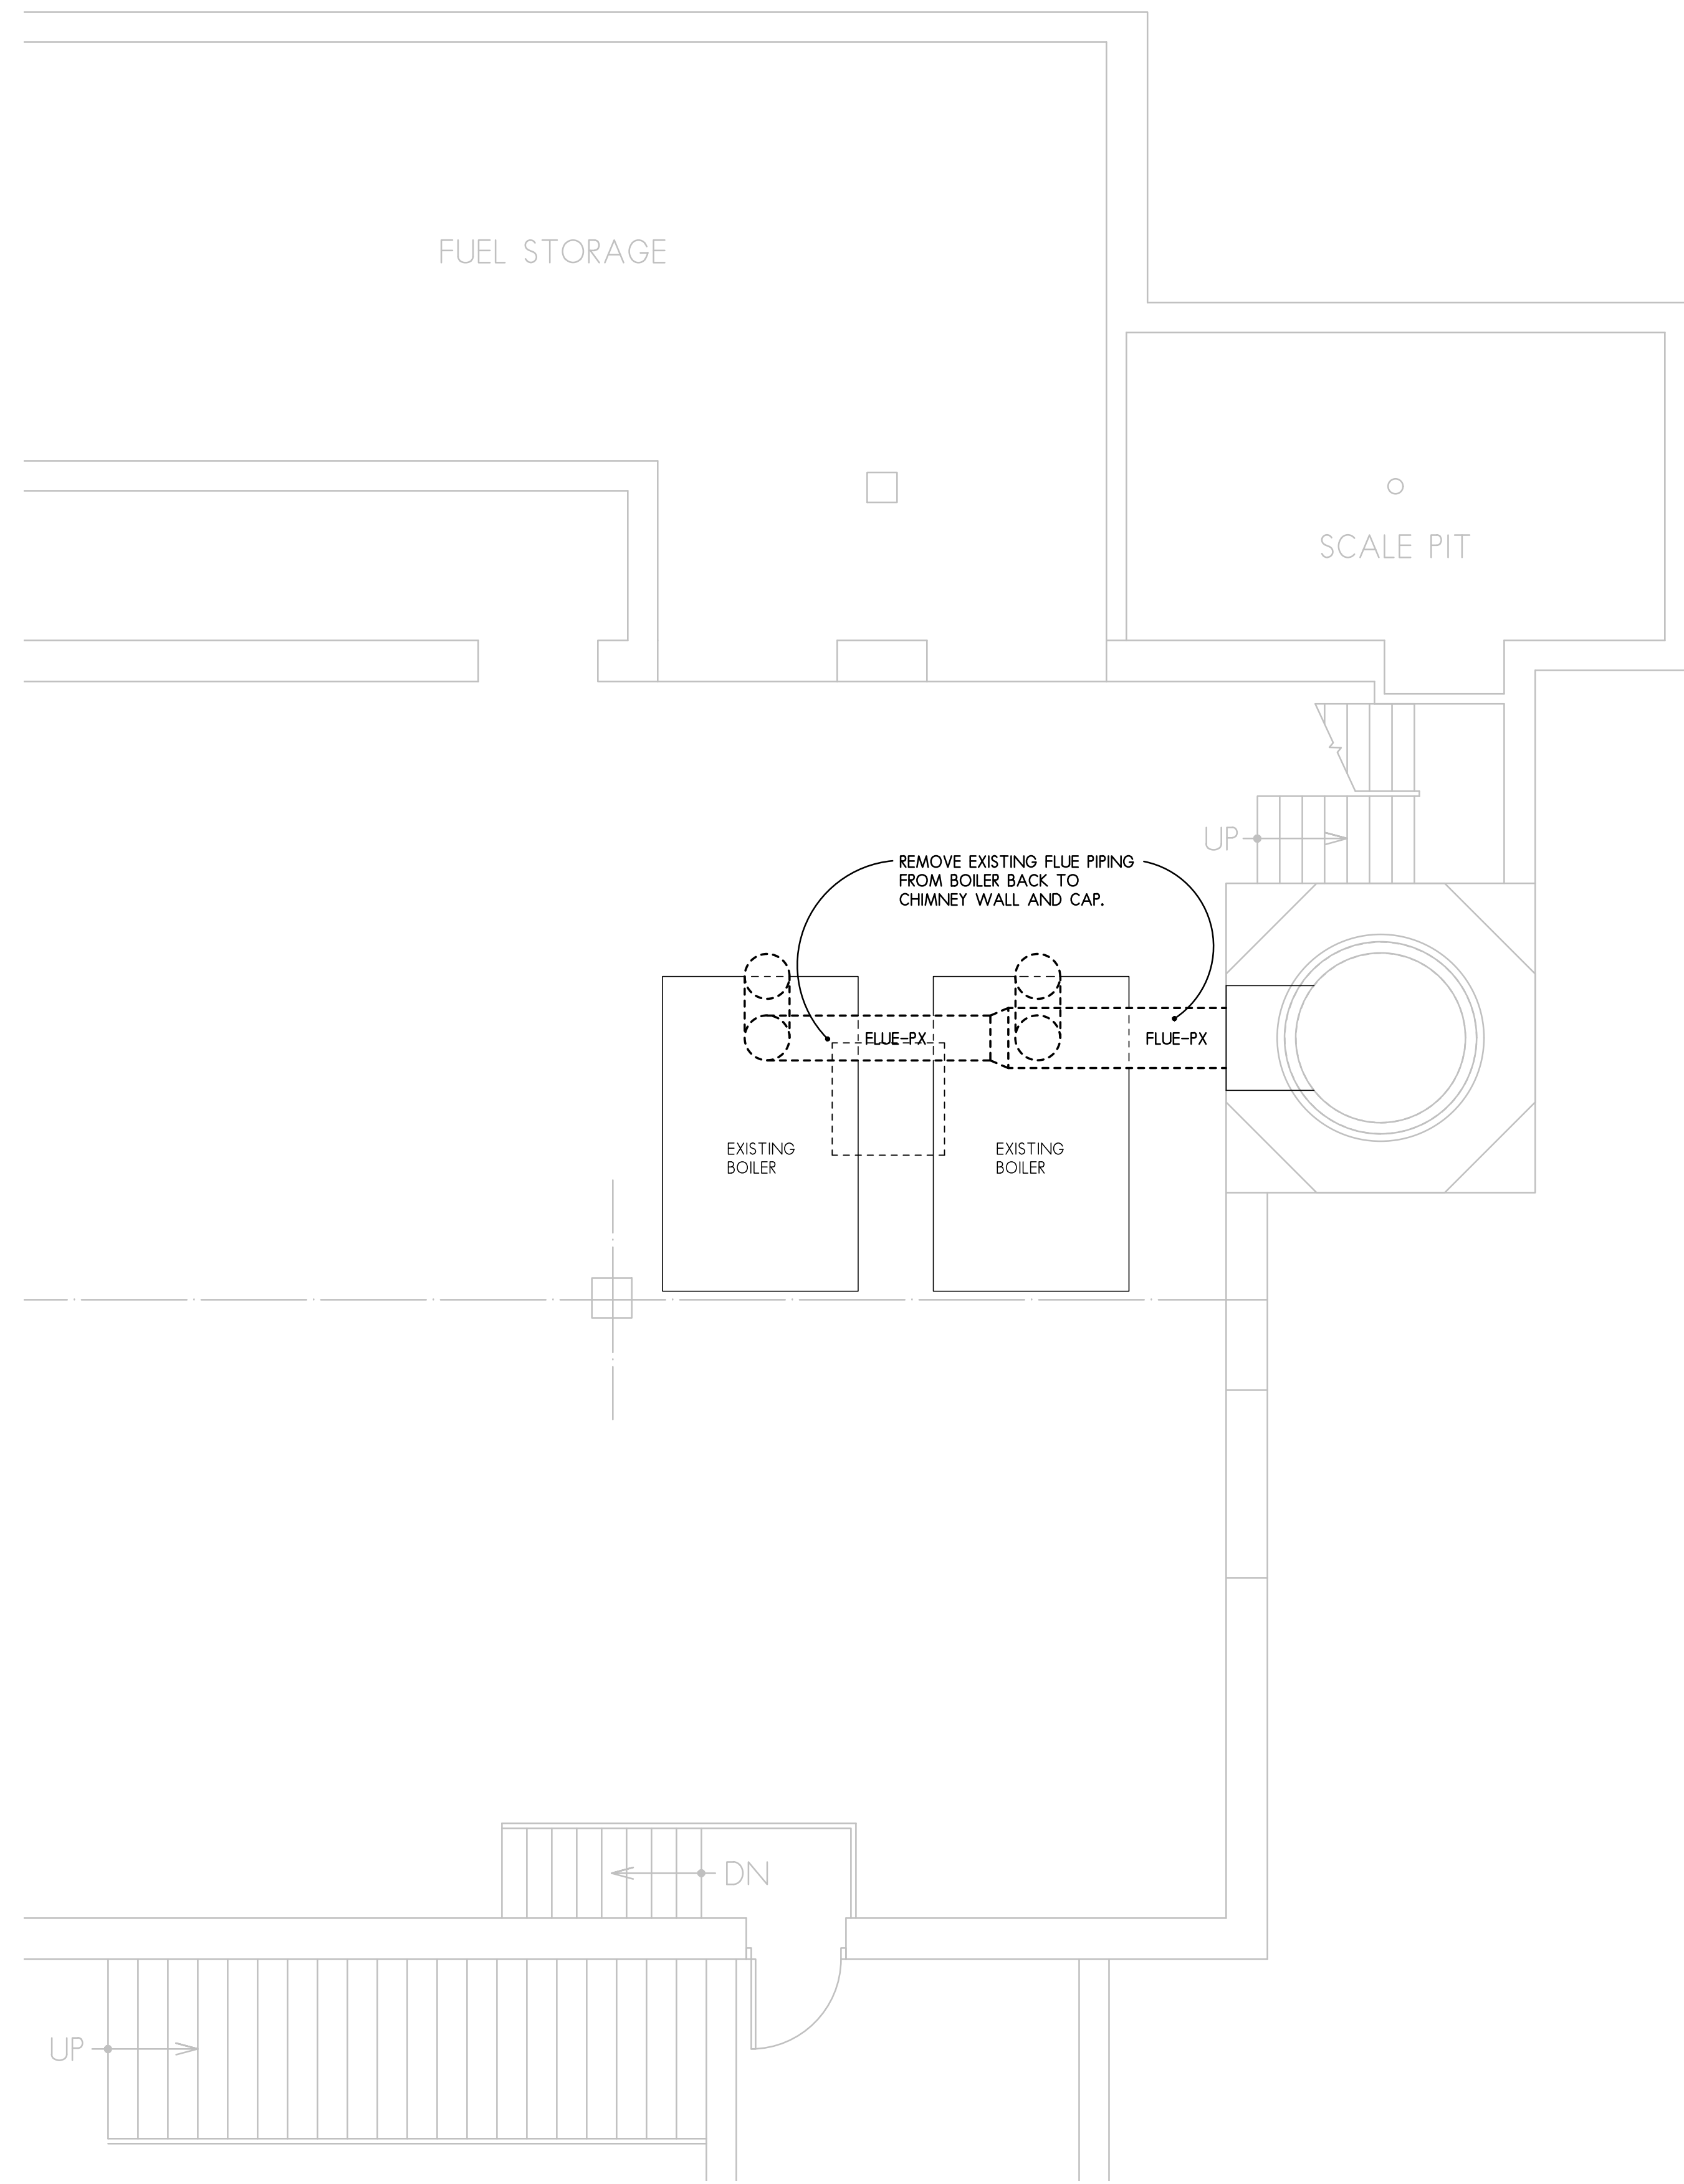 FUEL STORAGE
SCALE PIT
UP
REMOVE EXISTING FLUE PIPING
FROM BOILER BACK TO
CHIMNEY WALL AND CAP.
FLUE-PX
FLUE-PX
EXISTING
BOILER
EXISTING
BOILER
DN
UP